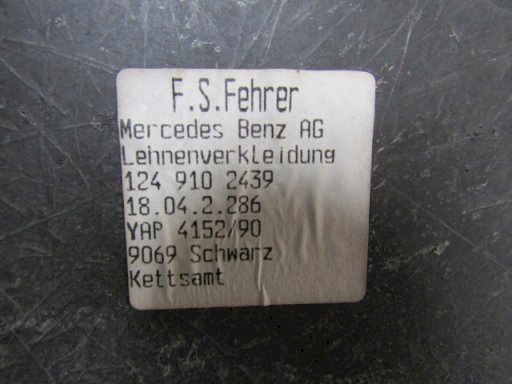 F.S.Fehrer
Mercedes Benz AG
Lehnenverkleidung
124 910 2439
18.04.2.286
YAP 4152/90
9069 Schwarz
Kettsamt